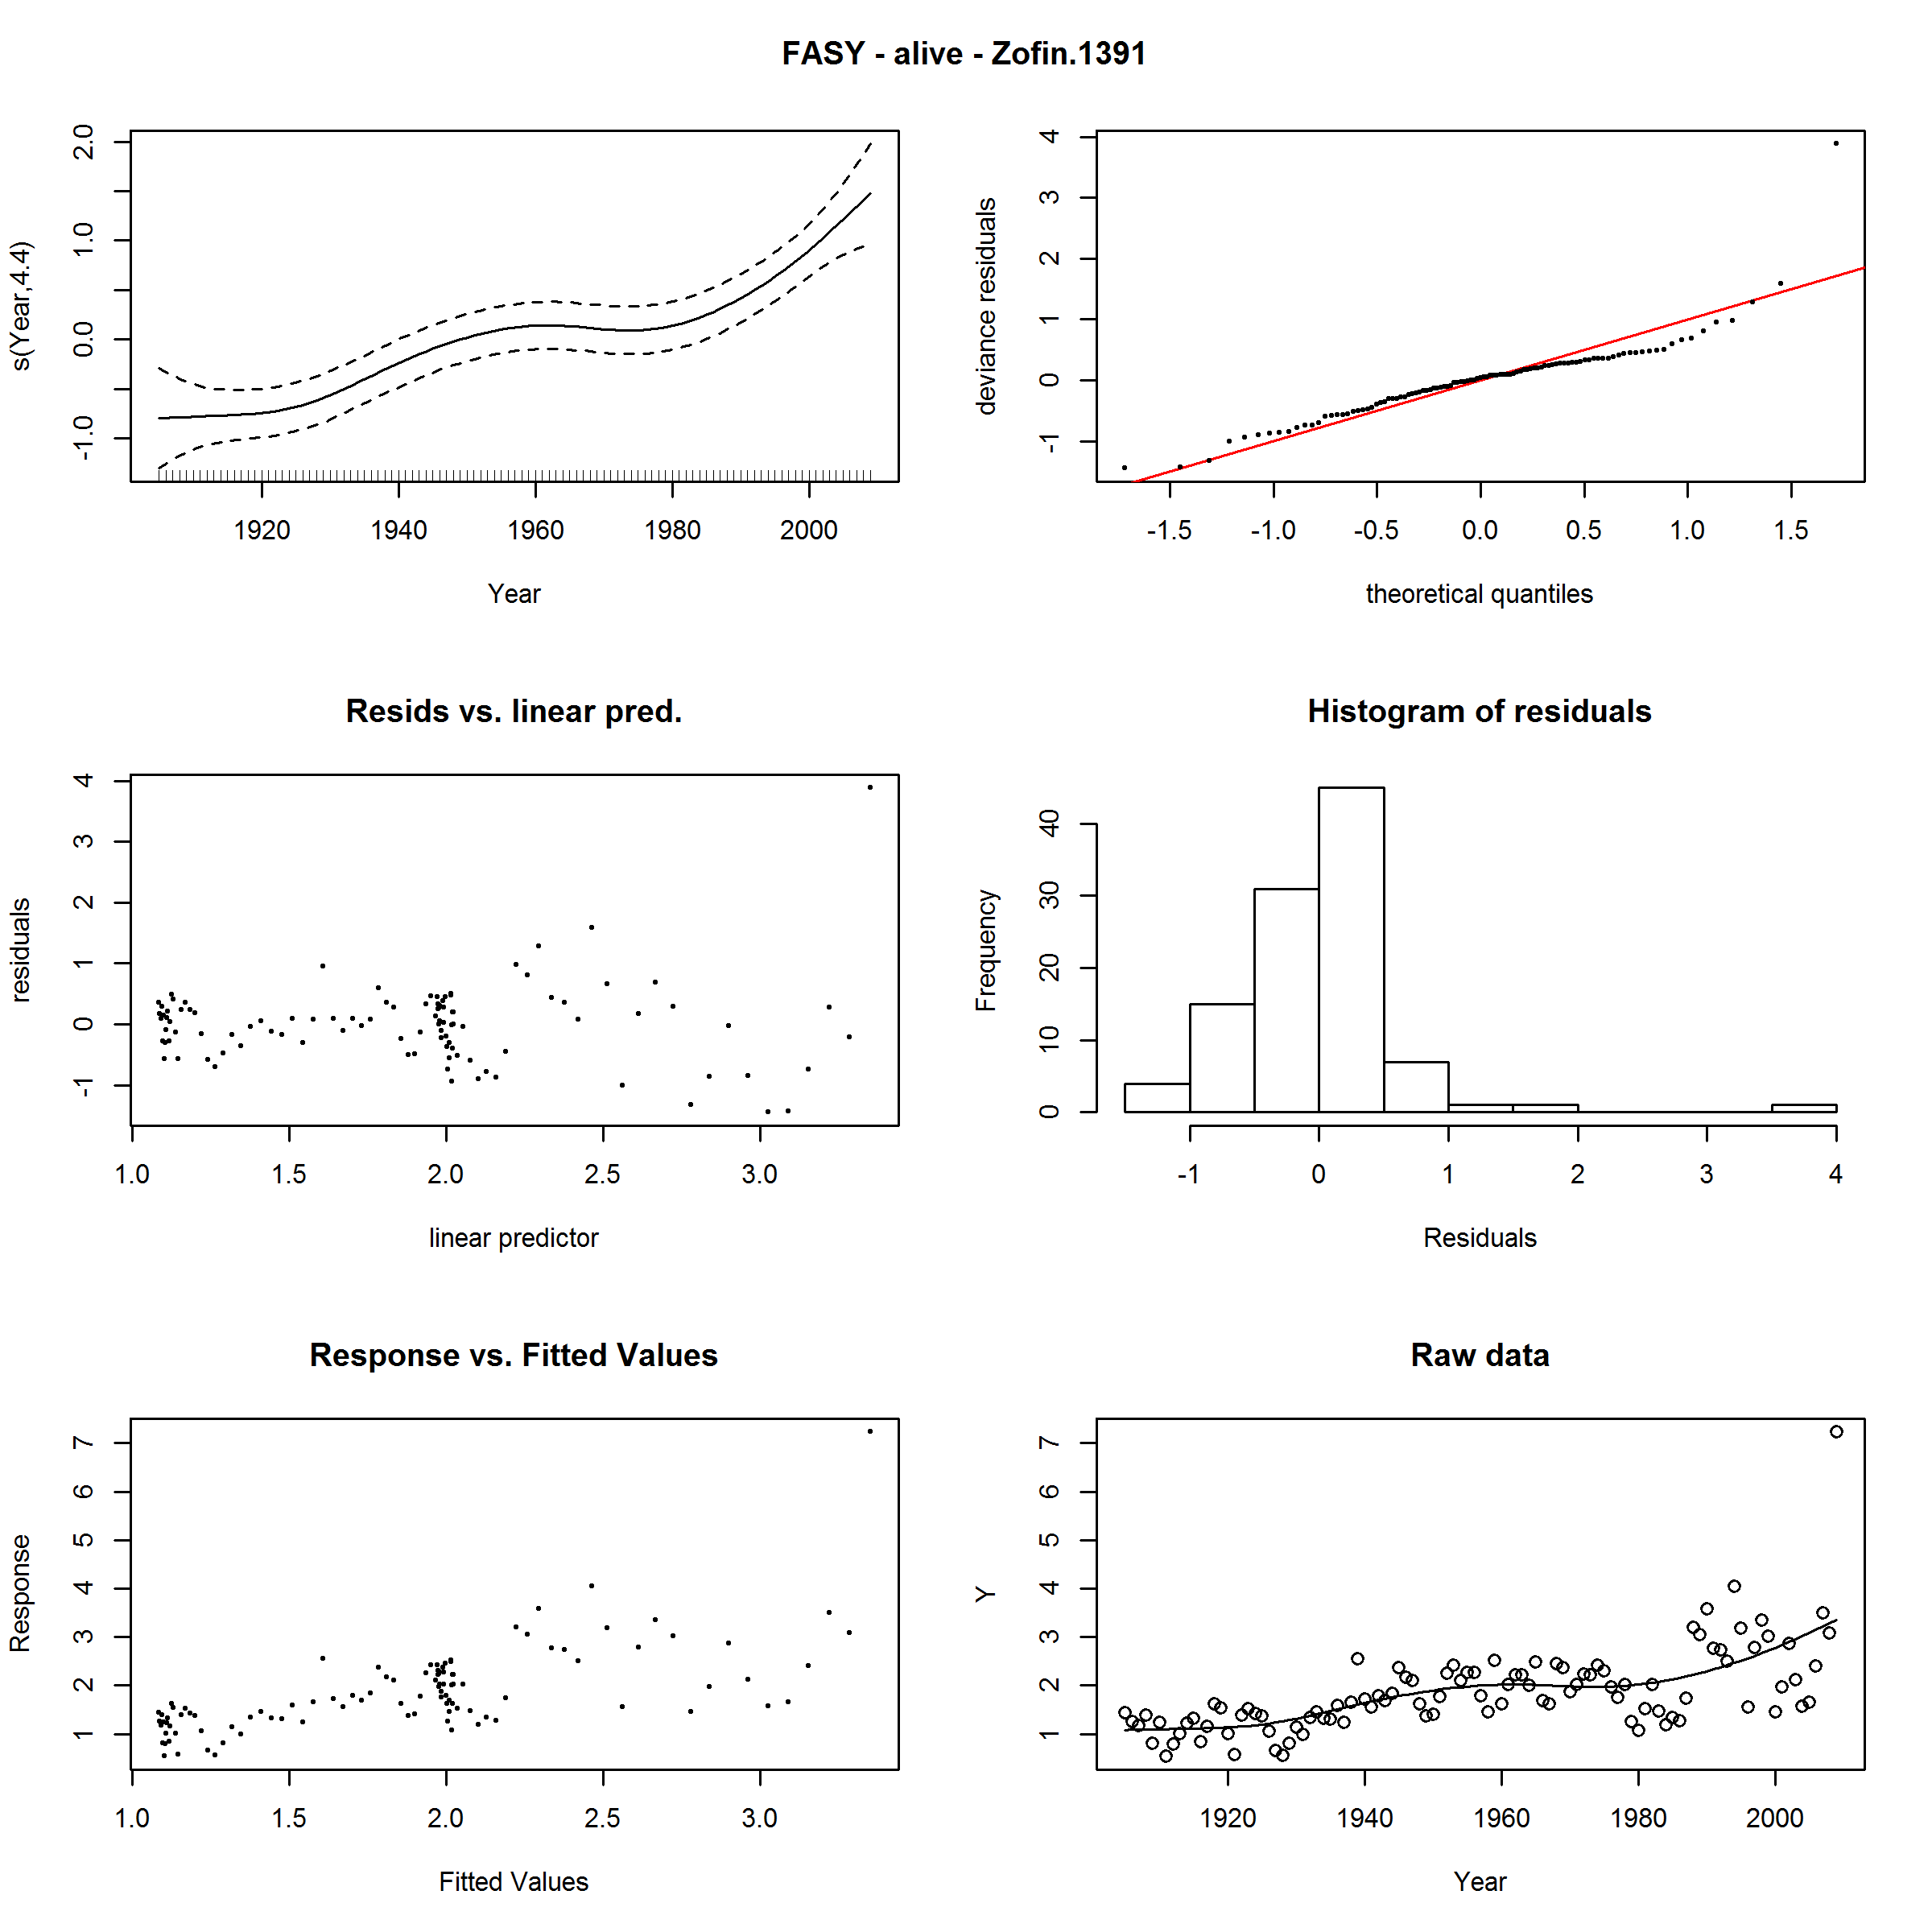 FASY - alive - Zofin.1391
s(Year,4.4)
-1.0 0.0 1.0 2.0
1920 1940 1960 1980 2000
Year
deviance residuals
-1 0 1 2 3 4
-1.5 -1.0 -0.5 0.0 0.5 1.0 1.5
theoretical quantiles
Resids vs. linear pred.
residuals
-1 0 1 2 3 4
1.0 1.5 2.0 2.5 3.0
linear predictor
Histogram of residuals
Frequency
0 10 20 30 40
-1 0 1 2 3 4
Residuals
Response vs. Fitted Values
Response
1 2 3 4 5 6 7
1.0 1.5 2.0 2.5 3.0
Fitted Values
Raw data
Y
1 2 3 4 5 6 7
1920 1940 1960 1980 2000
Year